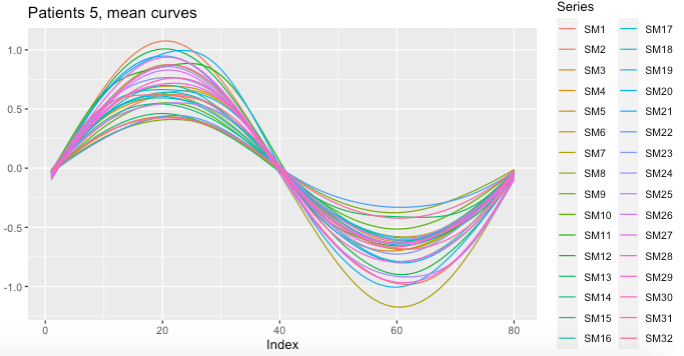 Patients 5, mean curves
1.0
0.5
0.0
-0.5
-1.0
0
20
40
60
80
Index
Series
SM1
SM2
SM3
SM4
SM5
SM6
SM7
SM8
SM9
SM10
SM11
SM12
SM13
SM14
SM15
SM16
SM17
SM18
SM19
SM20
SM21
SM22
SM23
SM24
SM25
SM26
SM27
SM28
SM29
SM30
SM31
SM32